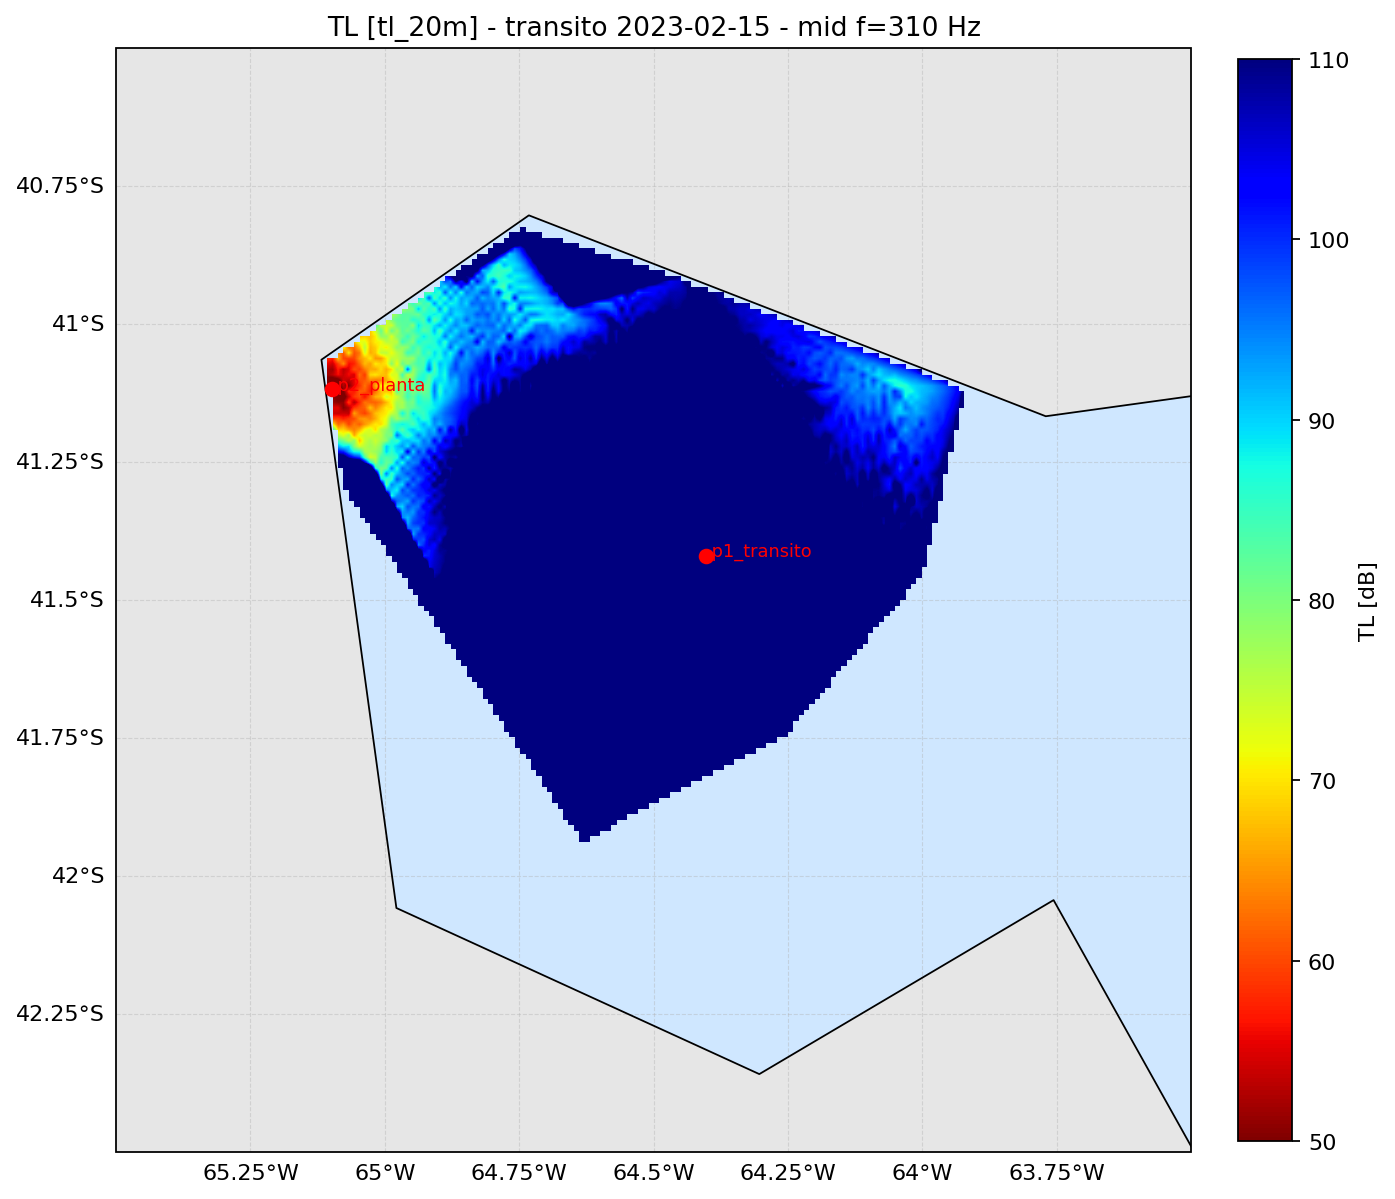 TL [tl_20m] - transito 2023-02-15 - mid f=310 Hz
110
40.75°S
100
41°S
planta
90
41.25°S
p1_transito
TL [dB]
41.5°S
80
41.75°S
70
42°S
60
42.25°S
50
65.25°W 65°W 64.75°W 64.5°W 64.25°W 64°W 63.75°W